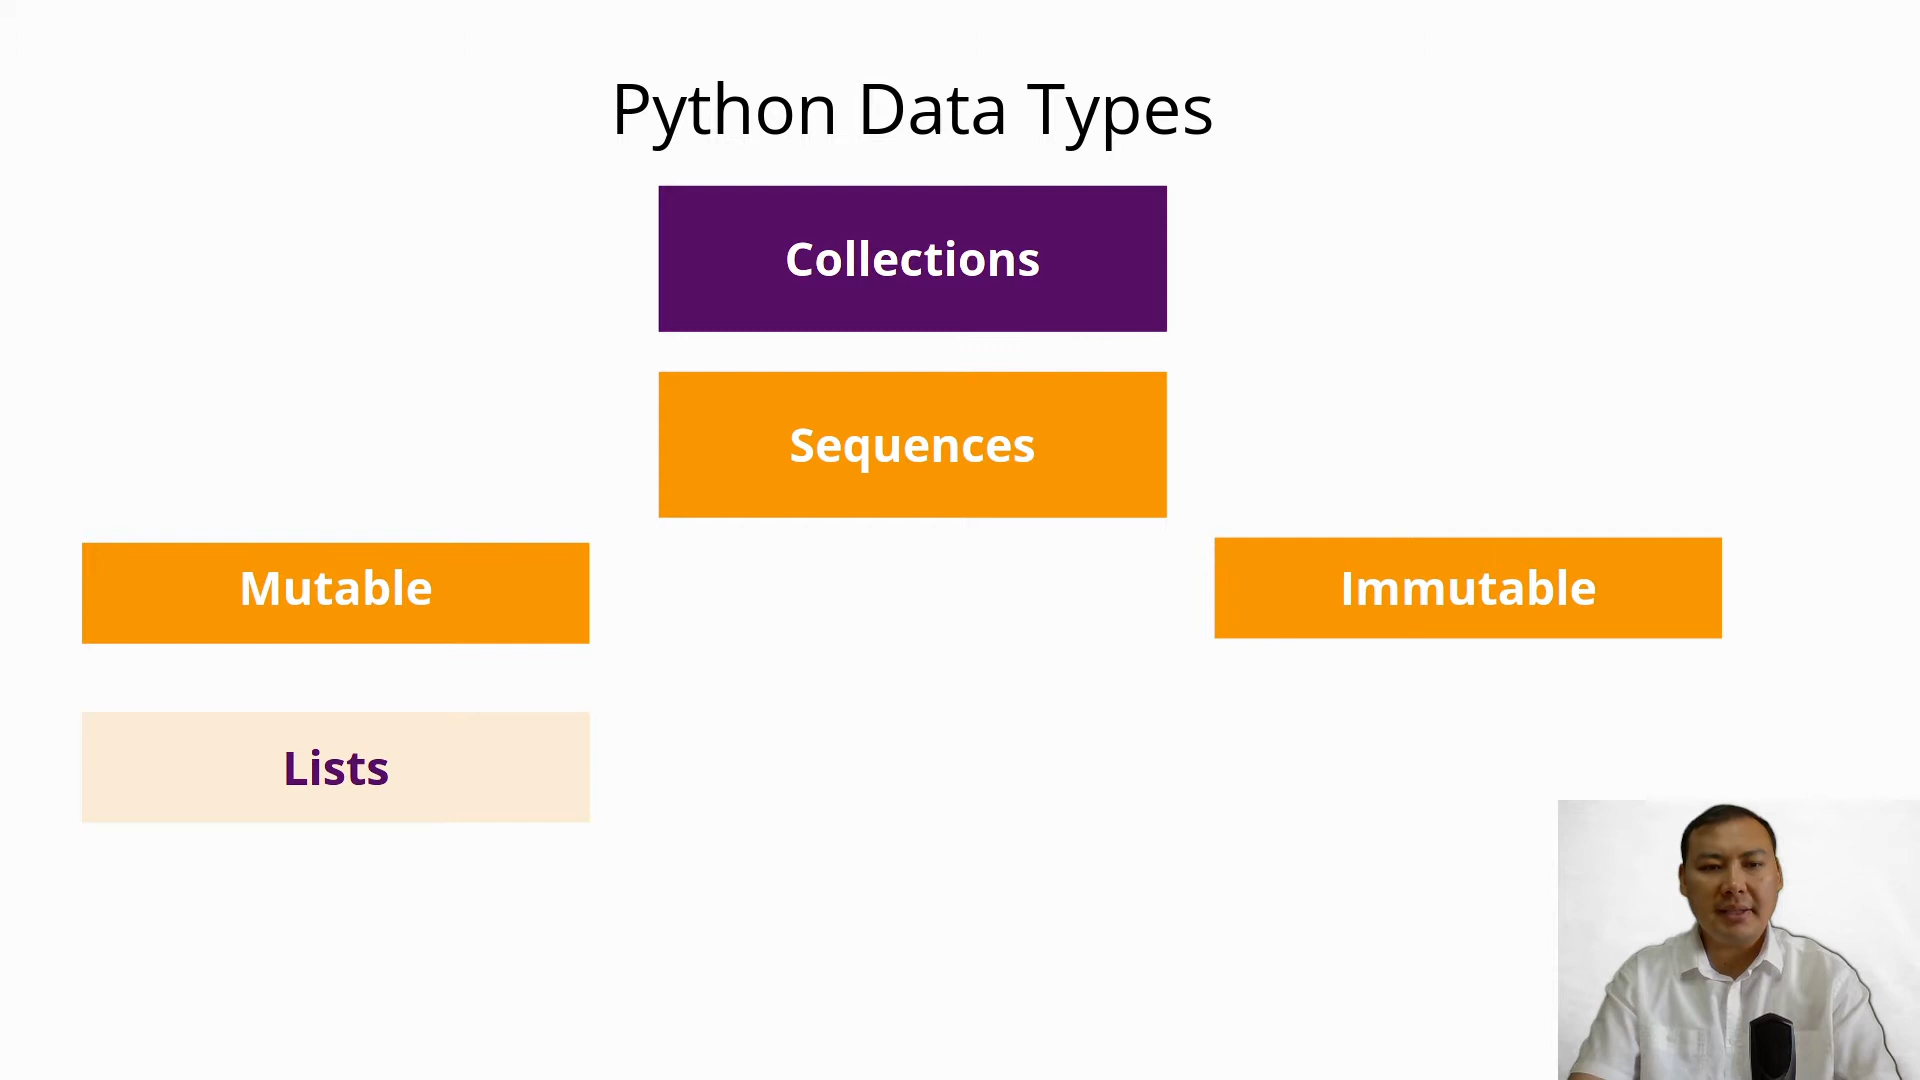 Python Data Types
Collections
Sequences
Mutable
Immutable
Lists